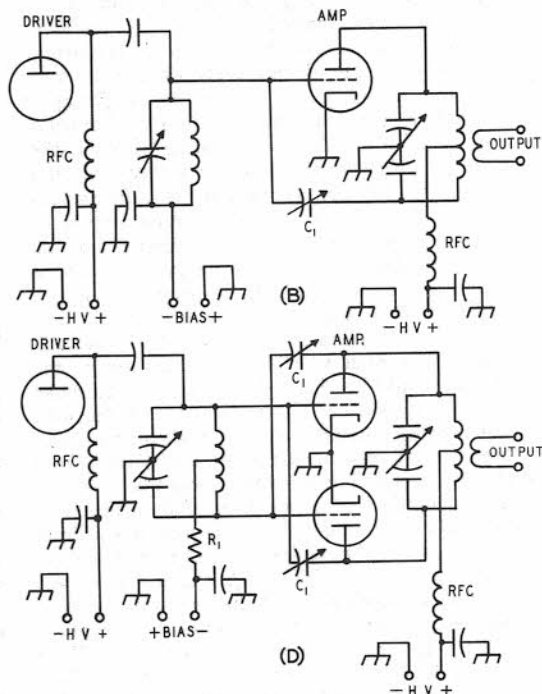 DRIVER
AMP
RFC
OUTPUT
C1
RFC
(B)
-HV+
-BIAS+
-HV+
DRIVER
AMP.
C1
RFC
OUTPUT
R1
C1
RFC
-HV+
+BIAS-
(D)
-HV+